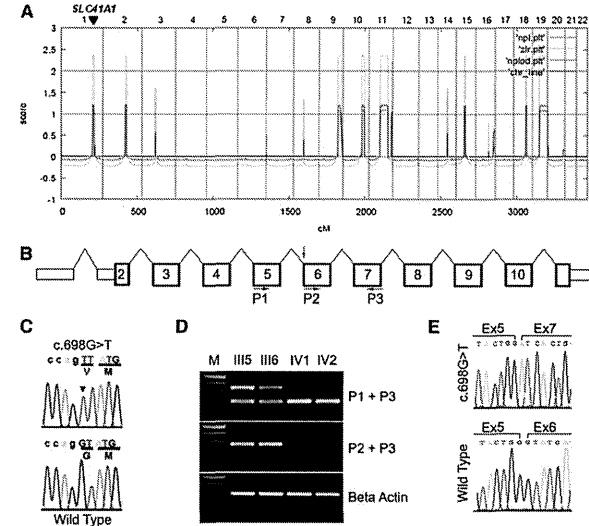 A
SLC41A1
1 2 3 4 5 6 7 8 9 10 11 12 13 14 15 16 17 18 19 20 21 22
3
2.5
2
1.5
1
0.5
0
-0.5
-1
score
'npl.plt'
'zlr.plt'
'nplod.plt'
'chr_line'
0 500 1000 1500 2000 2500 3000
cM
B
2 3 4 5 6 7 8 9 10
P1 P2 P3
C
c.698G>T
c c a g T T A T G
V M
c c a g G T A T G
G M
Wild Type
D
M III5 III6 IV1 IV2
P1 + P3
P2 + P3
Beta Actin
E
c.698G>T
Ex5 Ex7
T A C T G G A T C A C T G
Wild Type
Ex5 Ex6
T A C T G G